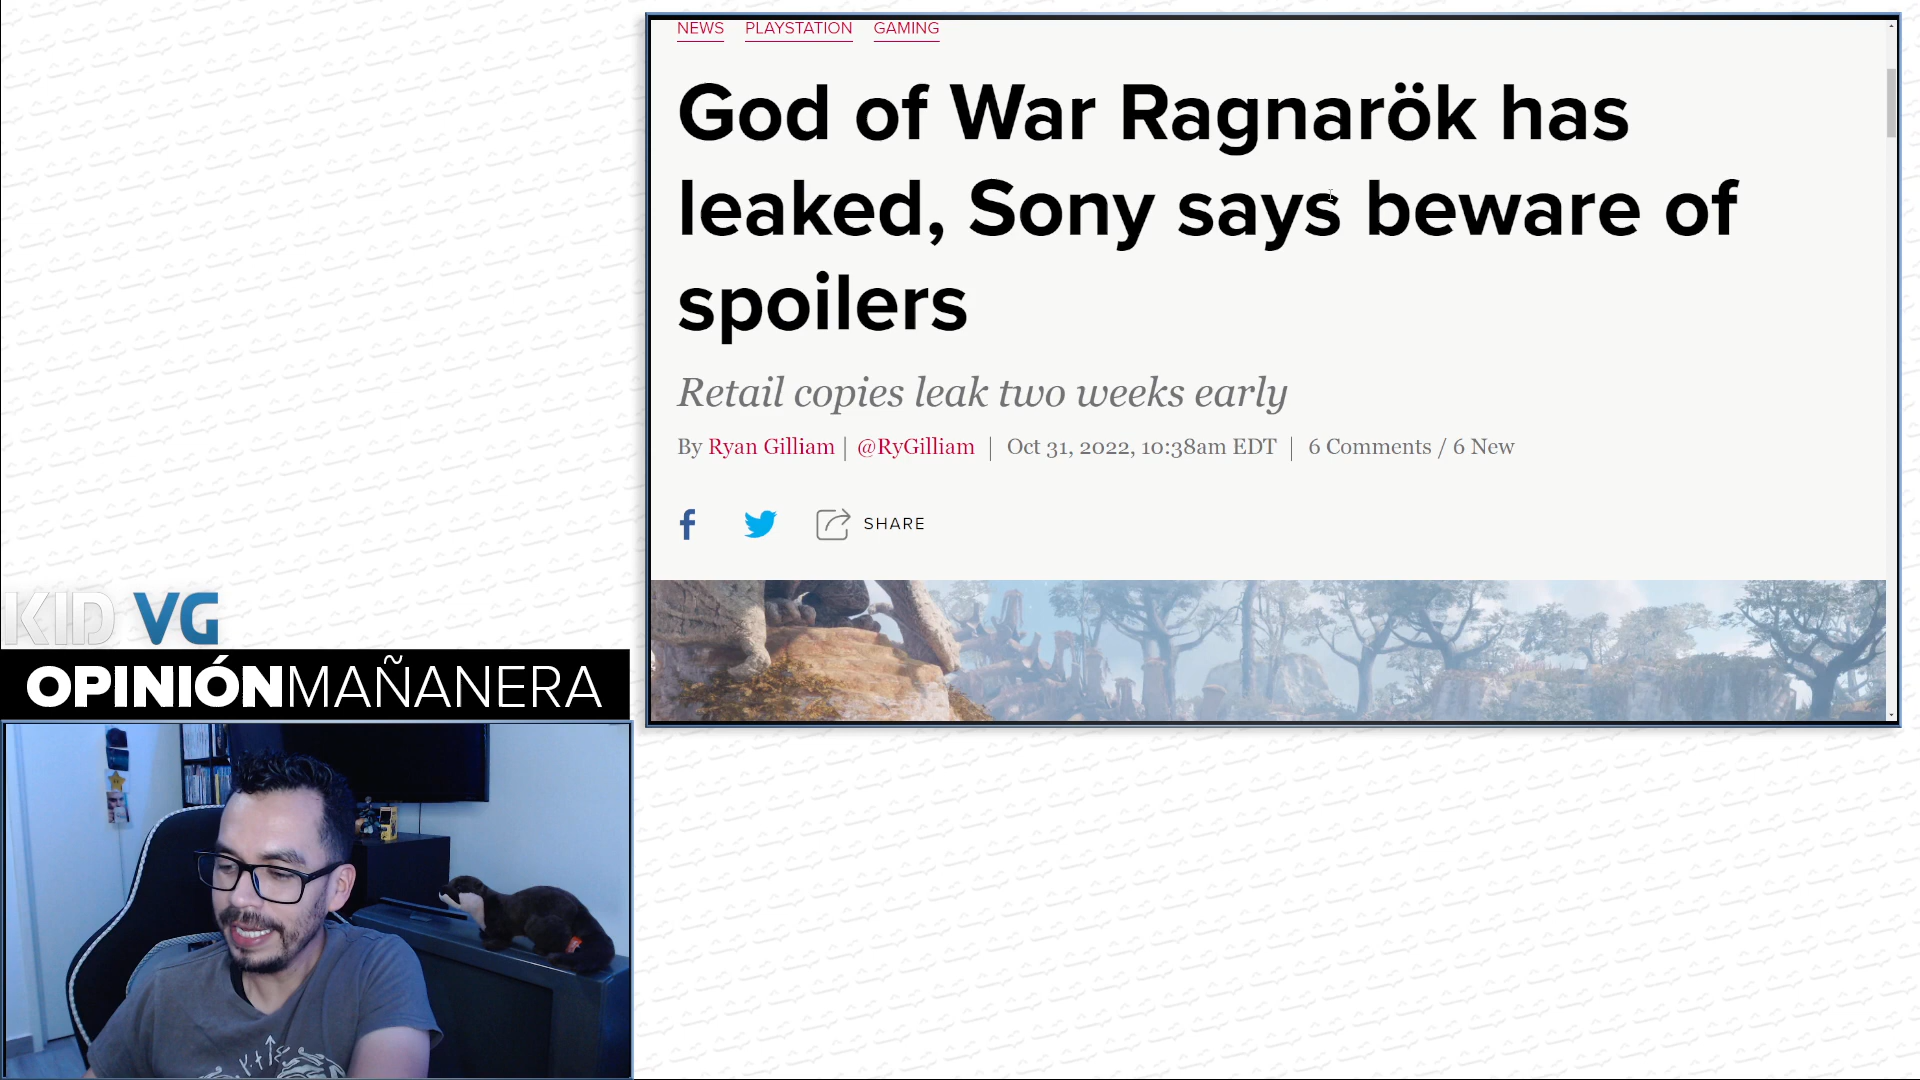 NEWS PLAYSTATION GAMING
God of War Ragnarök has
leaked, Sony says beware of
spoilers
Retail copies leak two weeks early
By Ryan Gilliam | @RyGilliam | Oct 31, 2022, 10:38am EDT | 6 Comments / 6 New
SHARE
KID VG
OPINIÓNMAÑANERA